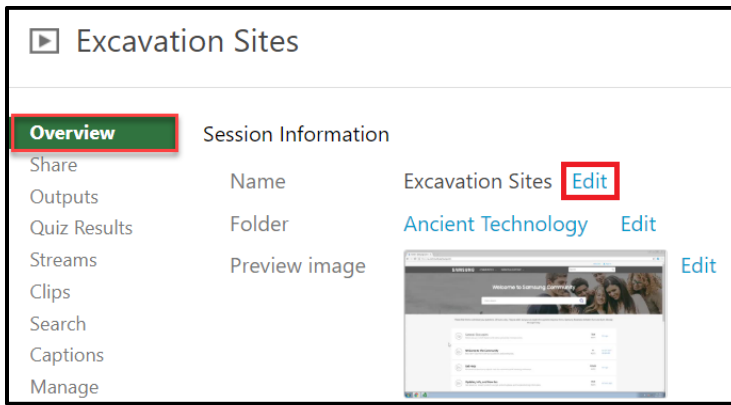 Excavation Sites
Overview
Session Information
Share
Name Excavation Sites Edit
Outputs
Quiz Results
Folder Ancient Technology Edit
Streams
Preview image Edit
SAMSUNG
Welcome to Samsung Community
Clips
Search
Captions
Manage